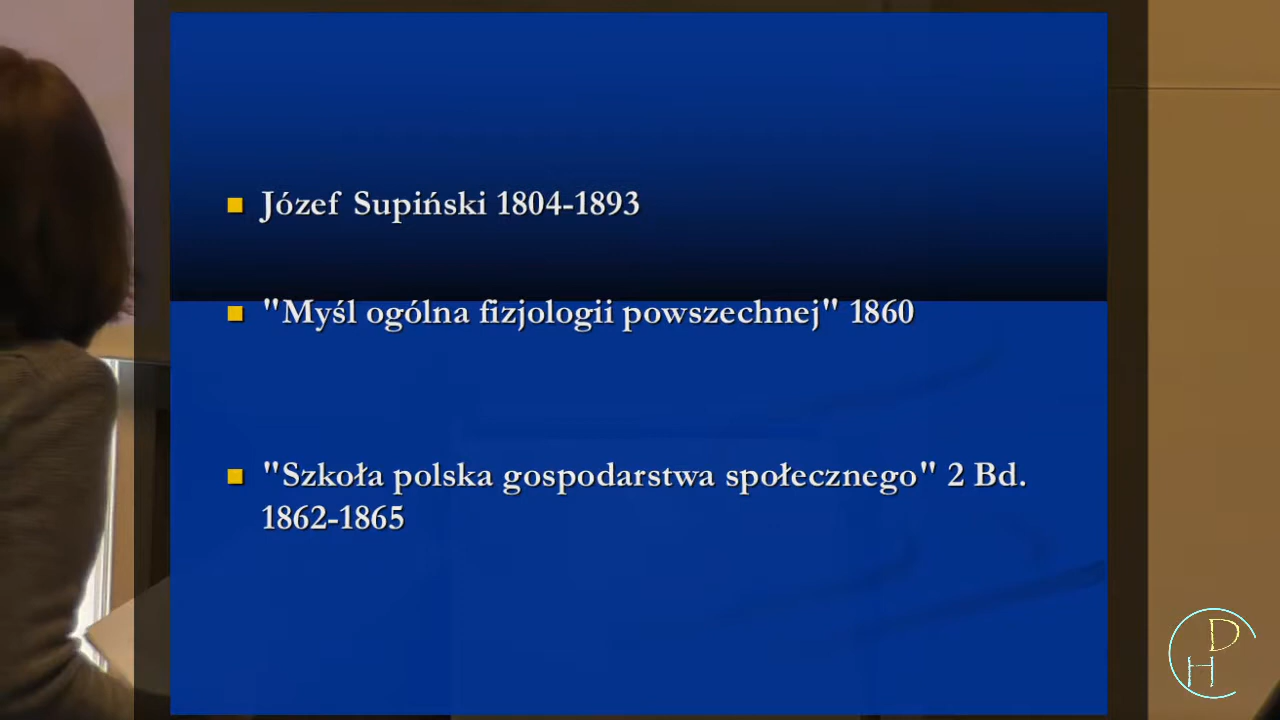 Józef Supiński 1804-1893
"Myśl ogólna fizjologii powszechnej" 1860
"Szkoła polska gospodarstwa społecznego" 2 Bd.
1862-1865
D
H